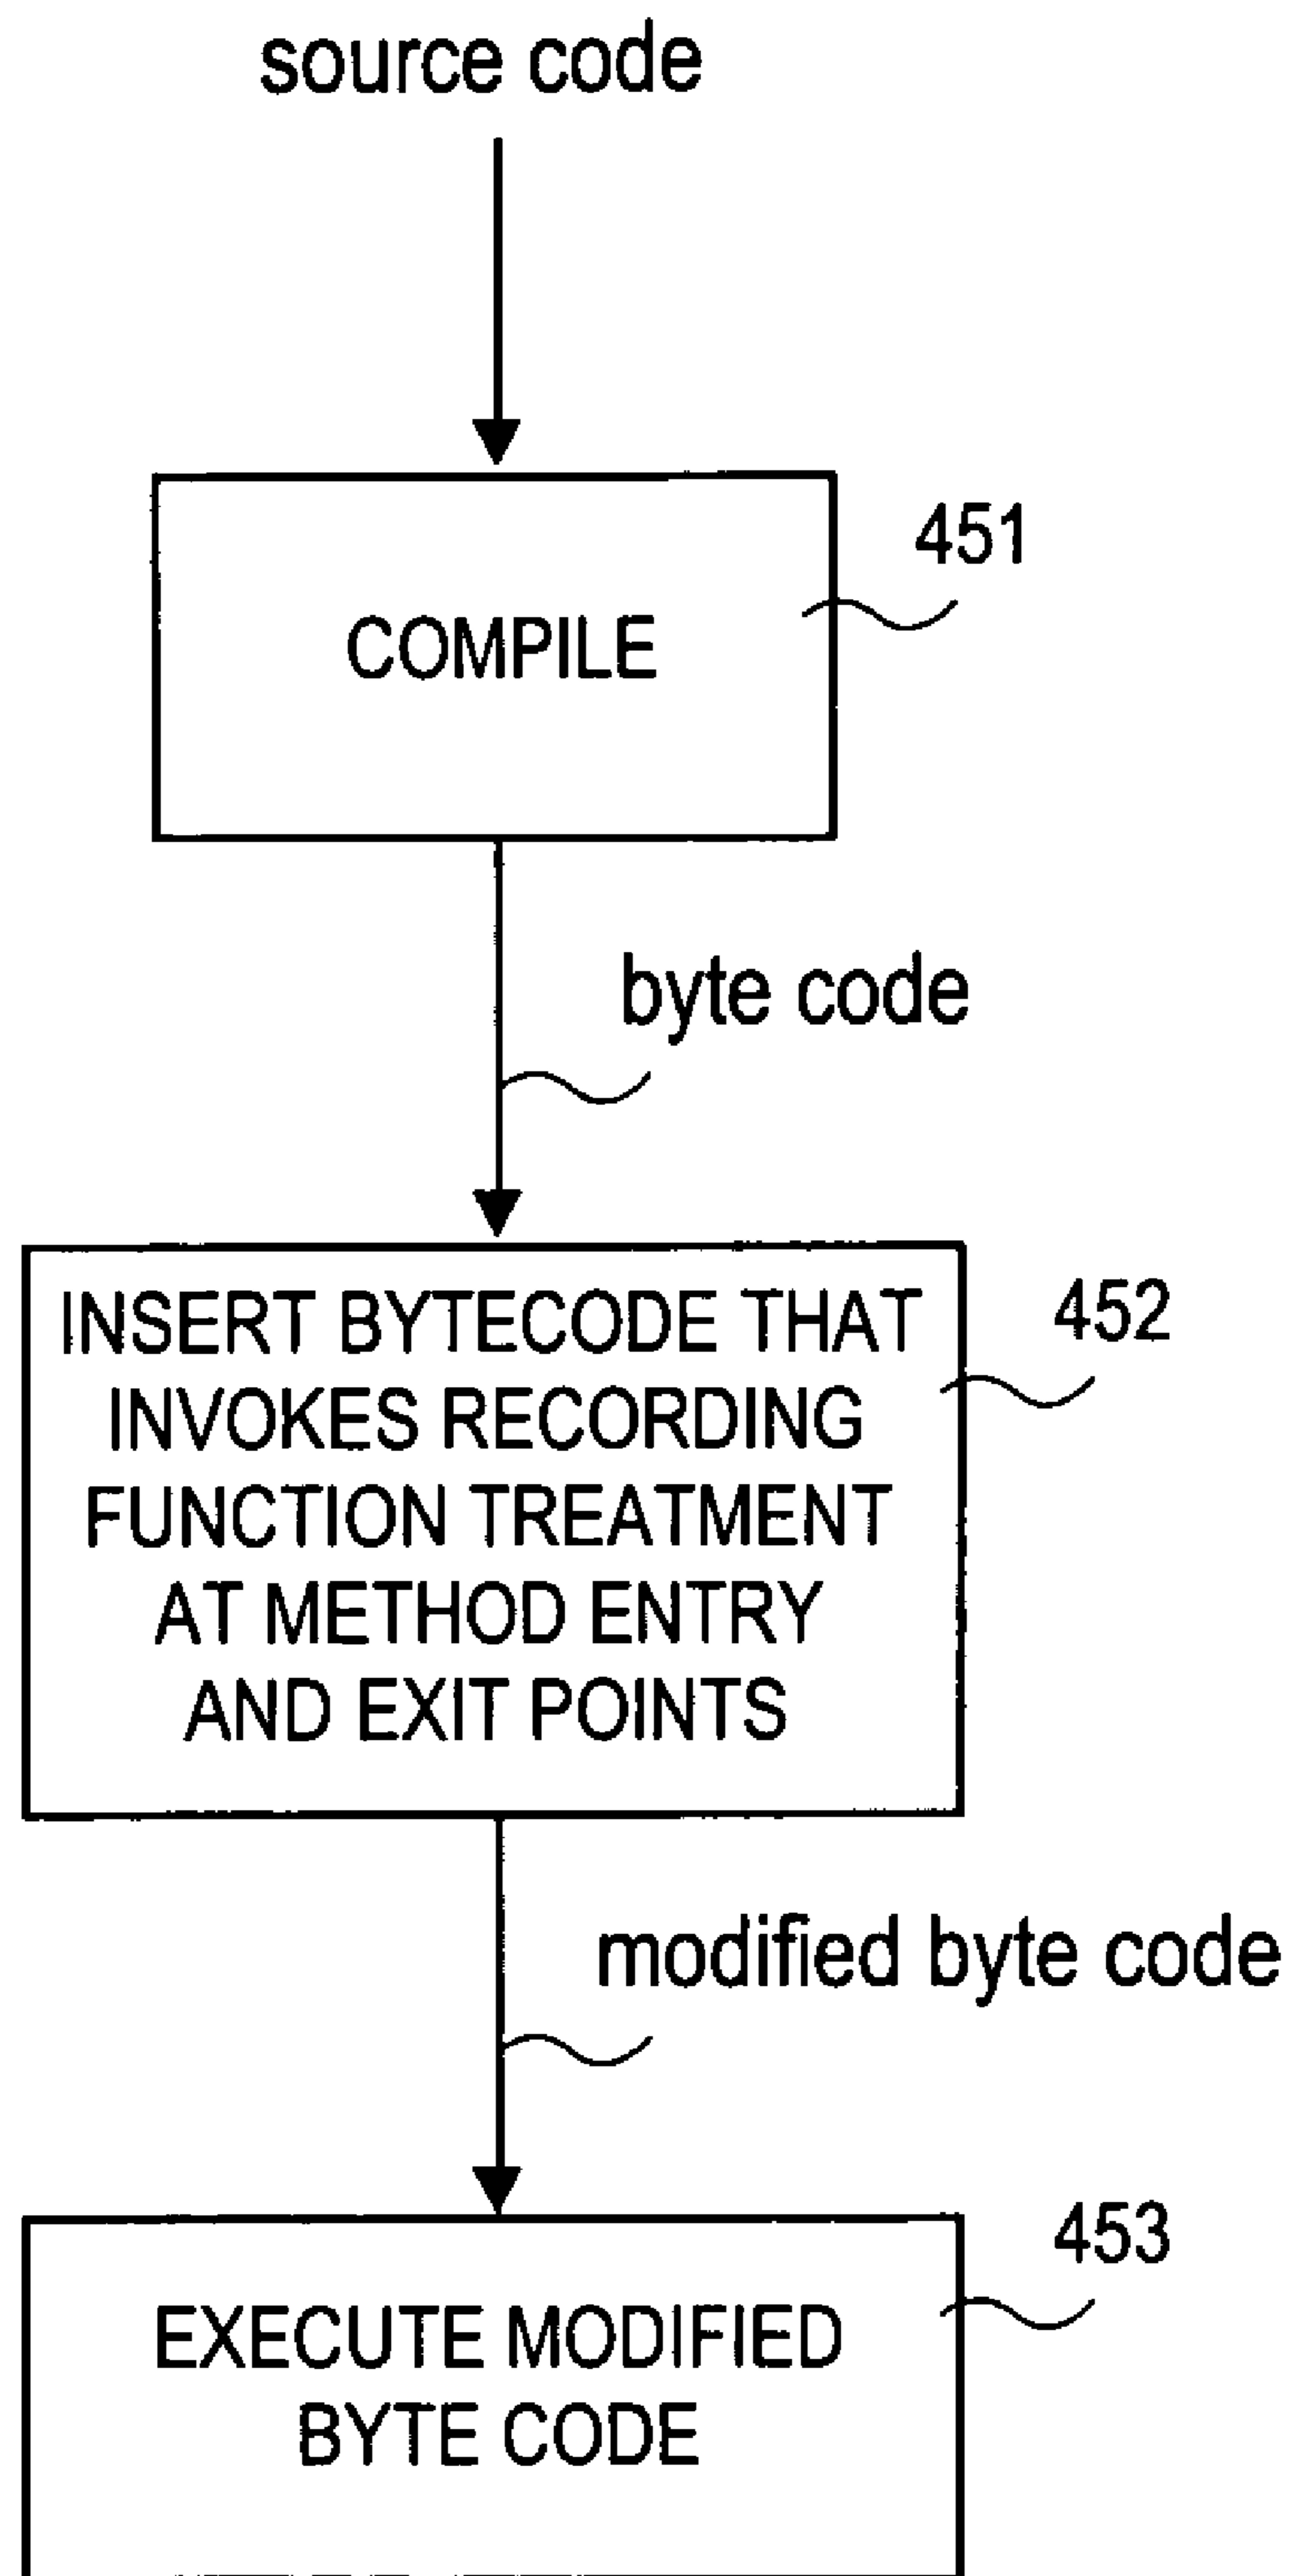 source code
451
COMPILE
byte code
452
INSERT BYTECODE THAT
INVOKES RECORDING
FUNCTION TREATMENT
AT METHOD ENTRY
AND EXIT POINTS
modified byte code
453
EXECUTE MODIFIED
BYTE CODE